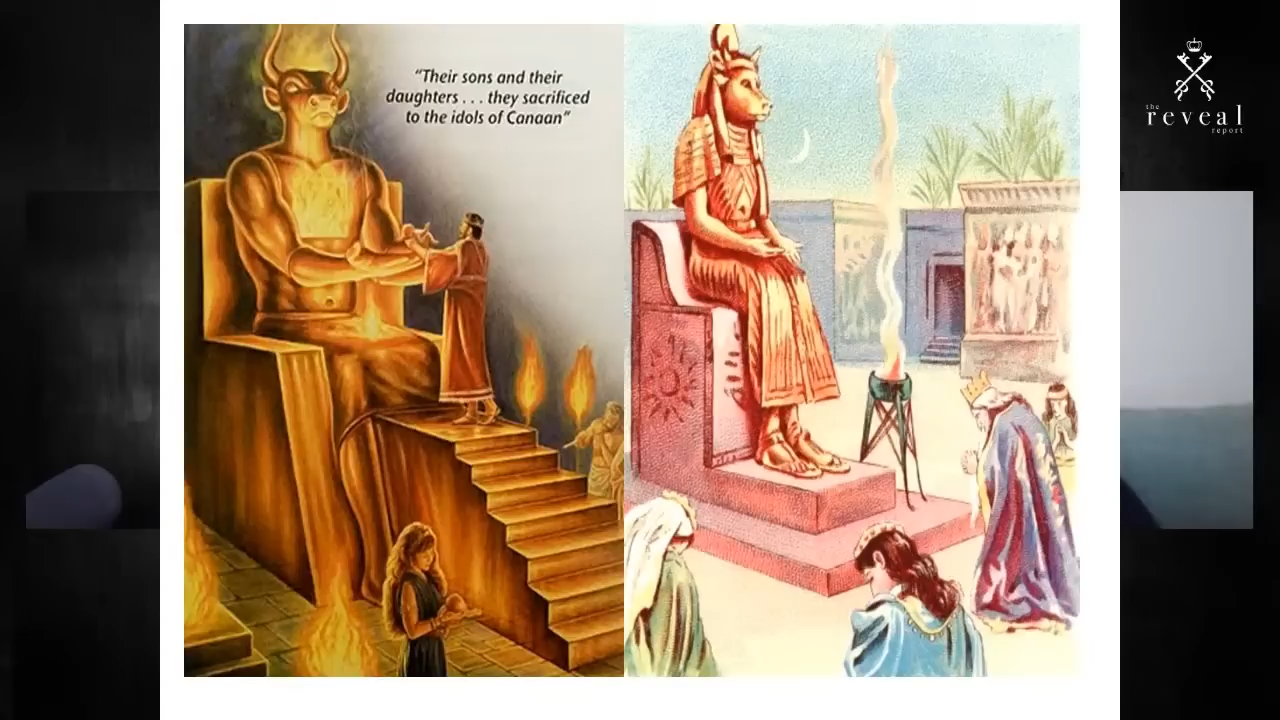 "Their sons and their
daughters . . . they sacrificed
to the idols of Canaan"
the
reveal
report